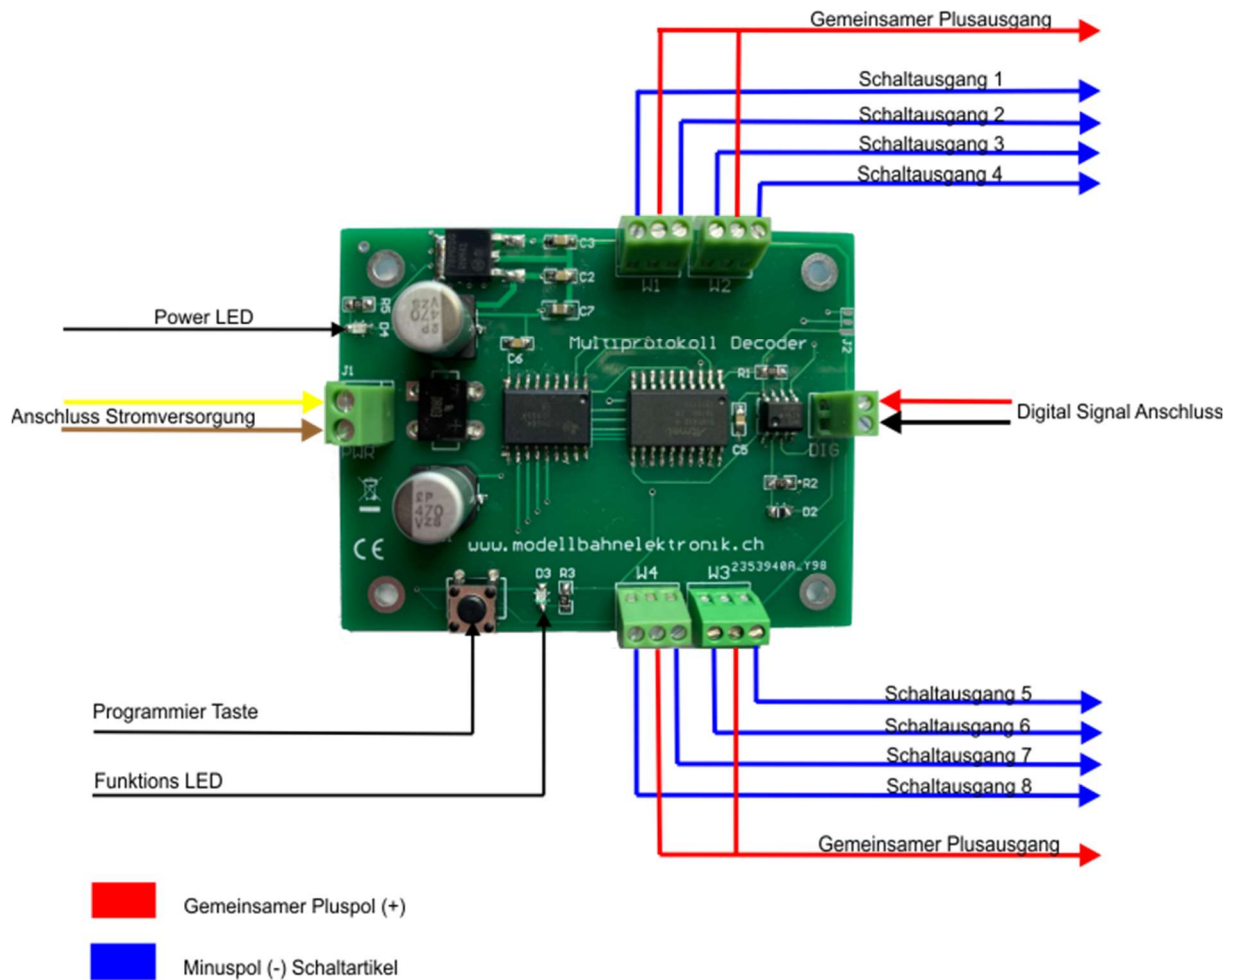 Gemeinsamer Plusausgang
Schaltausgang 1
Schaltausgang 2
Schaltausgang 3
Schaltausgang 4
C3
W1 W2
C2
R5
C7
Power LED
D4
Multiprotokoll Decoder
J2
C6
R1
J1
Anschluss Stromversorgung
Digital Signal Anschluss
PWR
C5
DIG
R2
D2
470
VZS
CE
www.modellbahnelektronik.ch
D3 R3
W4 W3 2353940A_Y98
Programmier Taste
Schaltausgang 5
Schaltausgang 6
Schaltausgang 7
Funktions LED
Schaltausgang 8
Gemeinsamer Plusausgang
Gemeinsamer Pluspol (+)
Minuspol (-) Schaltartikel